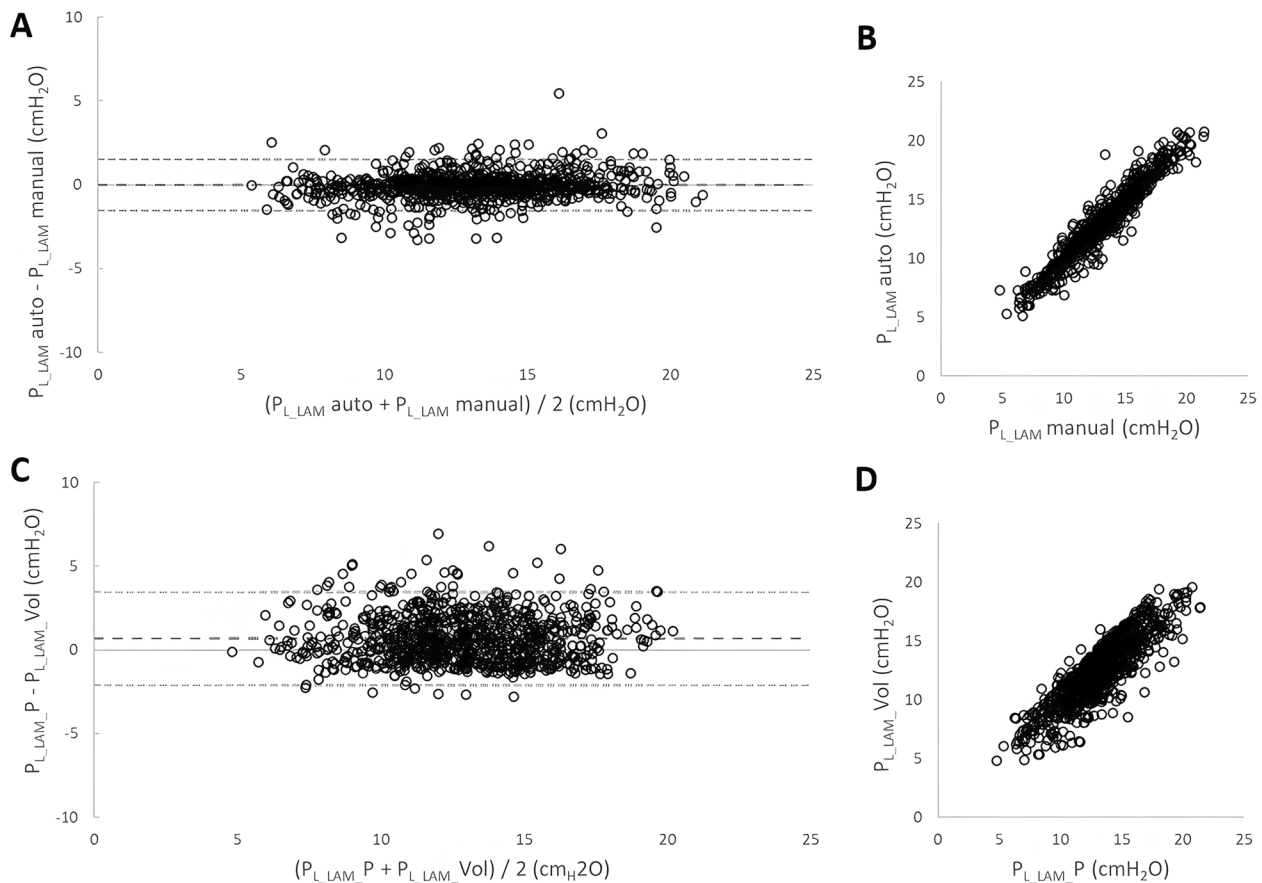 A
10
5
0
-5
-10
P_L_LAM auto - P_L_LAM manual (cmH₂O)
0 5 10 15 20 25
(P_L_LAM auto + P_L_LAM manual) / 2 (cmH₂O)
B
25
20
15
10
5
0
P_L_LAM auto (cmH₂O)
0 5 10 15 20 25
P_L_LAM manual (cmH₂O)
C
10
5
0
-5
-10
P_L_LAM_P - P_L_LAM_Vol (cmH₂O)
0 5 10 15 20 25
(P_L_LAM_P + P_L_LAM_Vol) / 2 (cm_H2O)
D
25
20
15
10
5
0
P_L_LAM_Vol (cmH₂O)
0 5 10 15 20 25
P_L_LAM_P (cmH₂O)